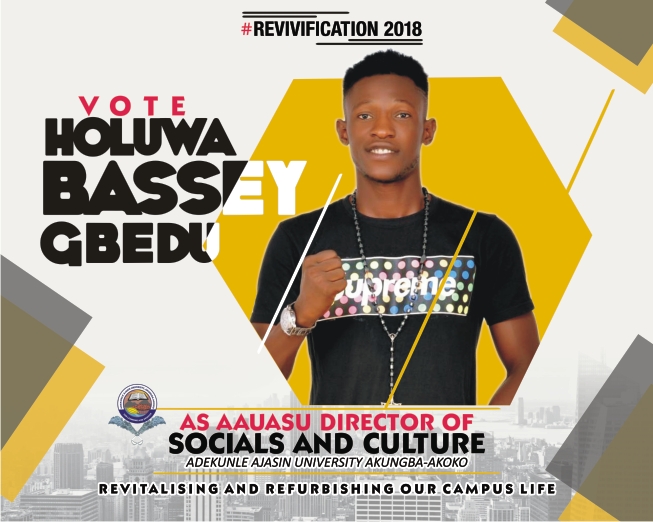 #REVIVIFICATION 2018
VOTE
HOLUWA
BASSEY
GBEDU
Supreme
AS AAUASU DIRECTOR OF
SOCIALS AND CULTURE
ADEKUNLE AJASIN UNIVERSITY AKUNGBA-AKOKO
REVITALISING AND REFURBISHING OUR CAMPUS LIFE